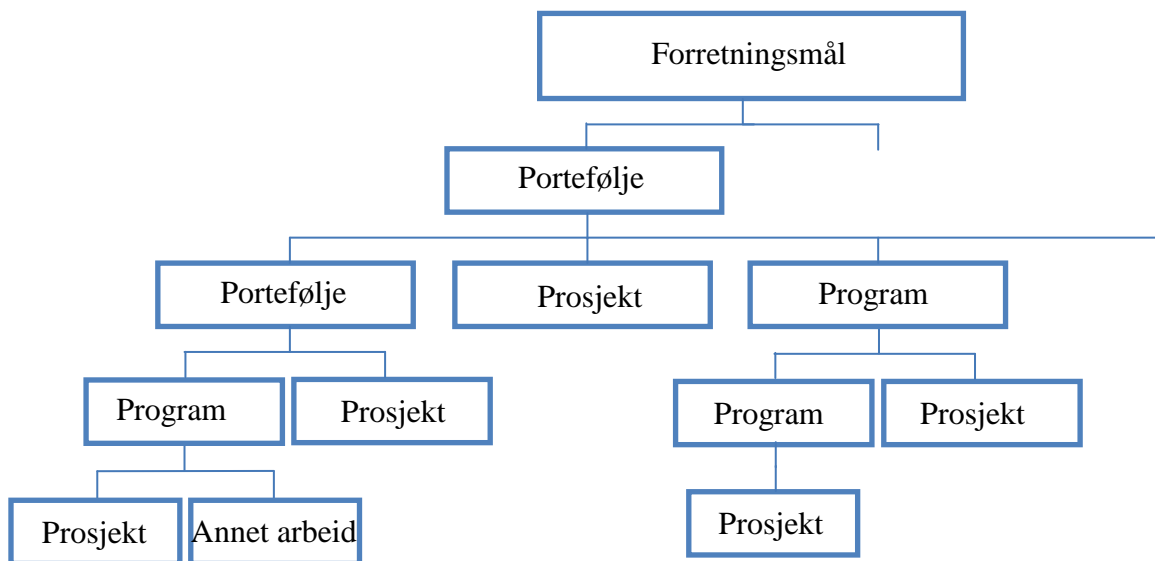 Forretningsmål
Portefølje
Portefølje
Prosjekt
Program
Program
Prosjekt
Program
Prosjekt
Prosjekt
Annet arbeid
Prosjekt